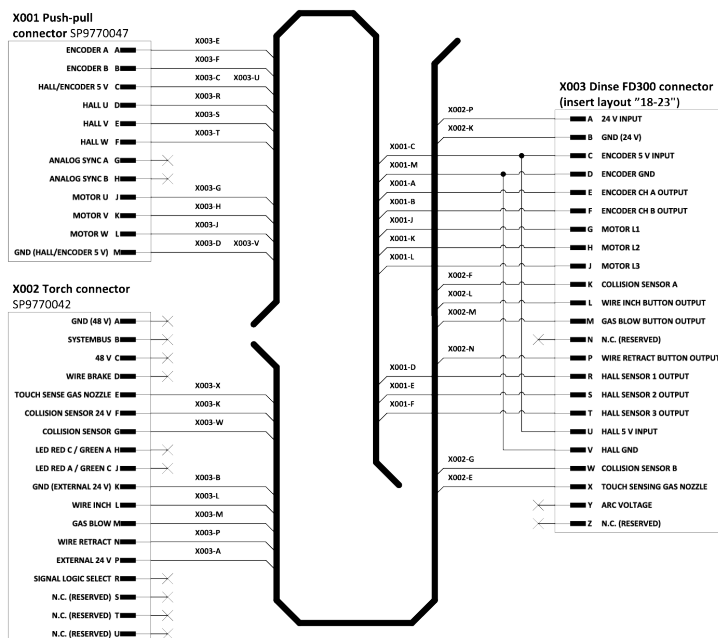 X001 Push-pull
connector SP9770047
ENCODER A A X003-E
ENCODER B B X003-F
HALL/ENCODER 5 V C X003-C X003-U
HALL U D X003-R
HALL V E X003-S
HALL W F X003-T
ANALOG SYNC A G
ANALOG SYNC B H
MOTOR U J X003-G
MOTOR V K X003-H
MOTOR W L X003-J
GND (HALL/ENCODER 5 V) M X003-D X003-V
X002 Torch connector
SP9770042
GND (48 V) A
SYSTEMBUS B
48 V C
WIRE BRAKE D
TOUCH SENSE GAS NOZZLE E X003-X
COLLISION SENSOR 24 V F X003-K
COLLISION SENSOR G X003-W
LED RED C / GREEN A H
LED RED A / GREEN C J
GND (EXTERNAL 24 V) K X003-B
WIRE INCH L X003-L
GAS BLOW M X003-M
WIRE RETRACT N X003-P
EXTERNAL 24 V P X003-A
SIGNAL LOGIC SELECT R
N.C. (RESERVED) S
N.C. (RESERVED) T
N.C. (RESERVED) U
X003 Dinse FD300 connector
(insert layout "18-23")
X002-P A 24 V INPUT
X002-K B GND (24 V)
X001-C C ENCODER 5 V INPUT
X001-M D ENCODER GND
X001-A E ENCODER CH A OUTPUT
X001-B F ENCODER CH B OUTPUT
X001-J G MOTOR L1
X001-K H MOTOR L2
X001-L J MOTOR L3
X002-F K COLLISION SENSOR A
X002-L L WIRE INCH BUTTON OUTPUT
X002-M M GAS BLOW BUTTON OUTPUT
N N.C. (RESERVED)
X002-N P WIRE RETRACT BUTTON OUTPUT
X001-D R HALL SENSOR 1 OUTPUT
X001-E S HALL SENSOR 2 OUTPUT
X001-F T HALL SENSOR 3 OUTPUT
U HALL 5 V INPUT
V HALL GND
X002-G W COLLISION SENSOR B
X002-E X TOUCH SENSING GAS NOZZLE
Y ARC VOLTAGE
Z N.C. (RESERVED)